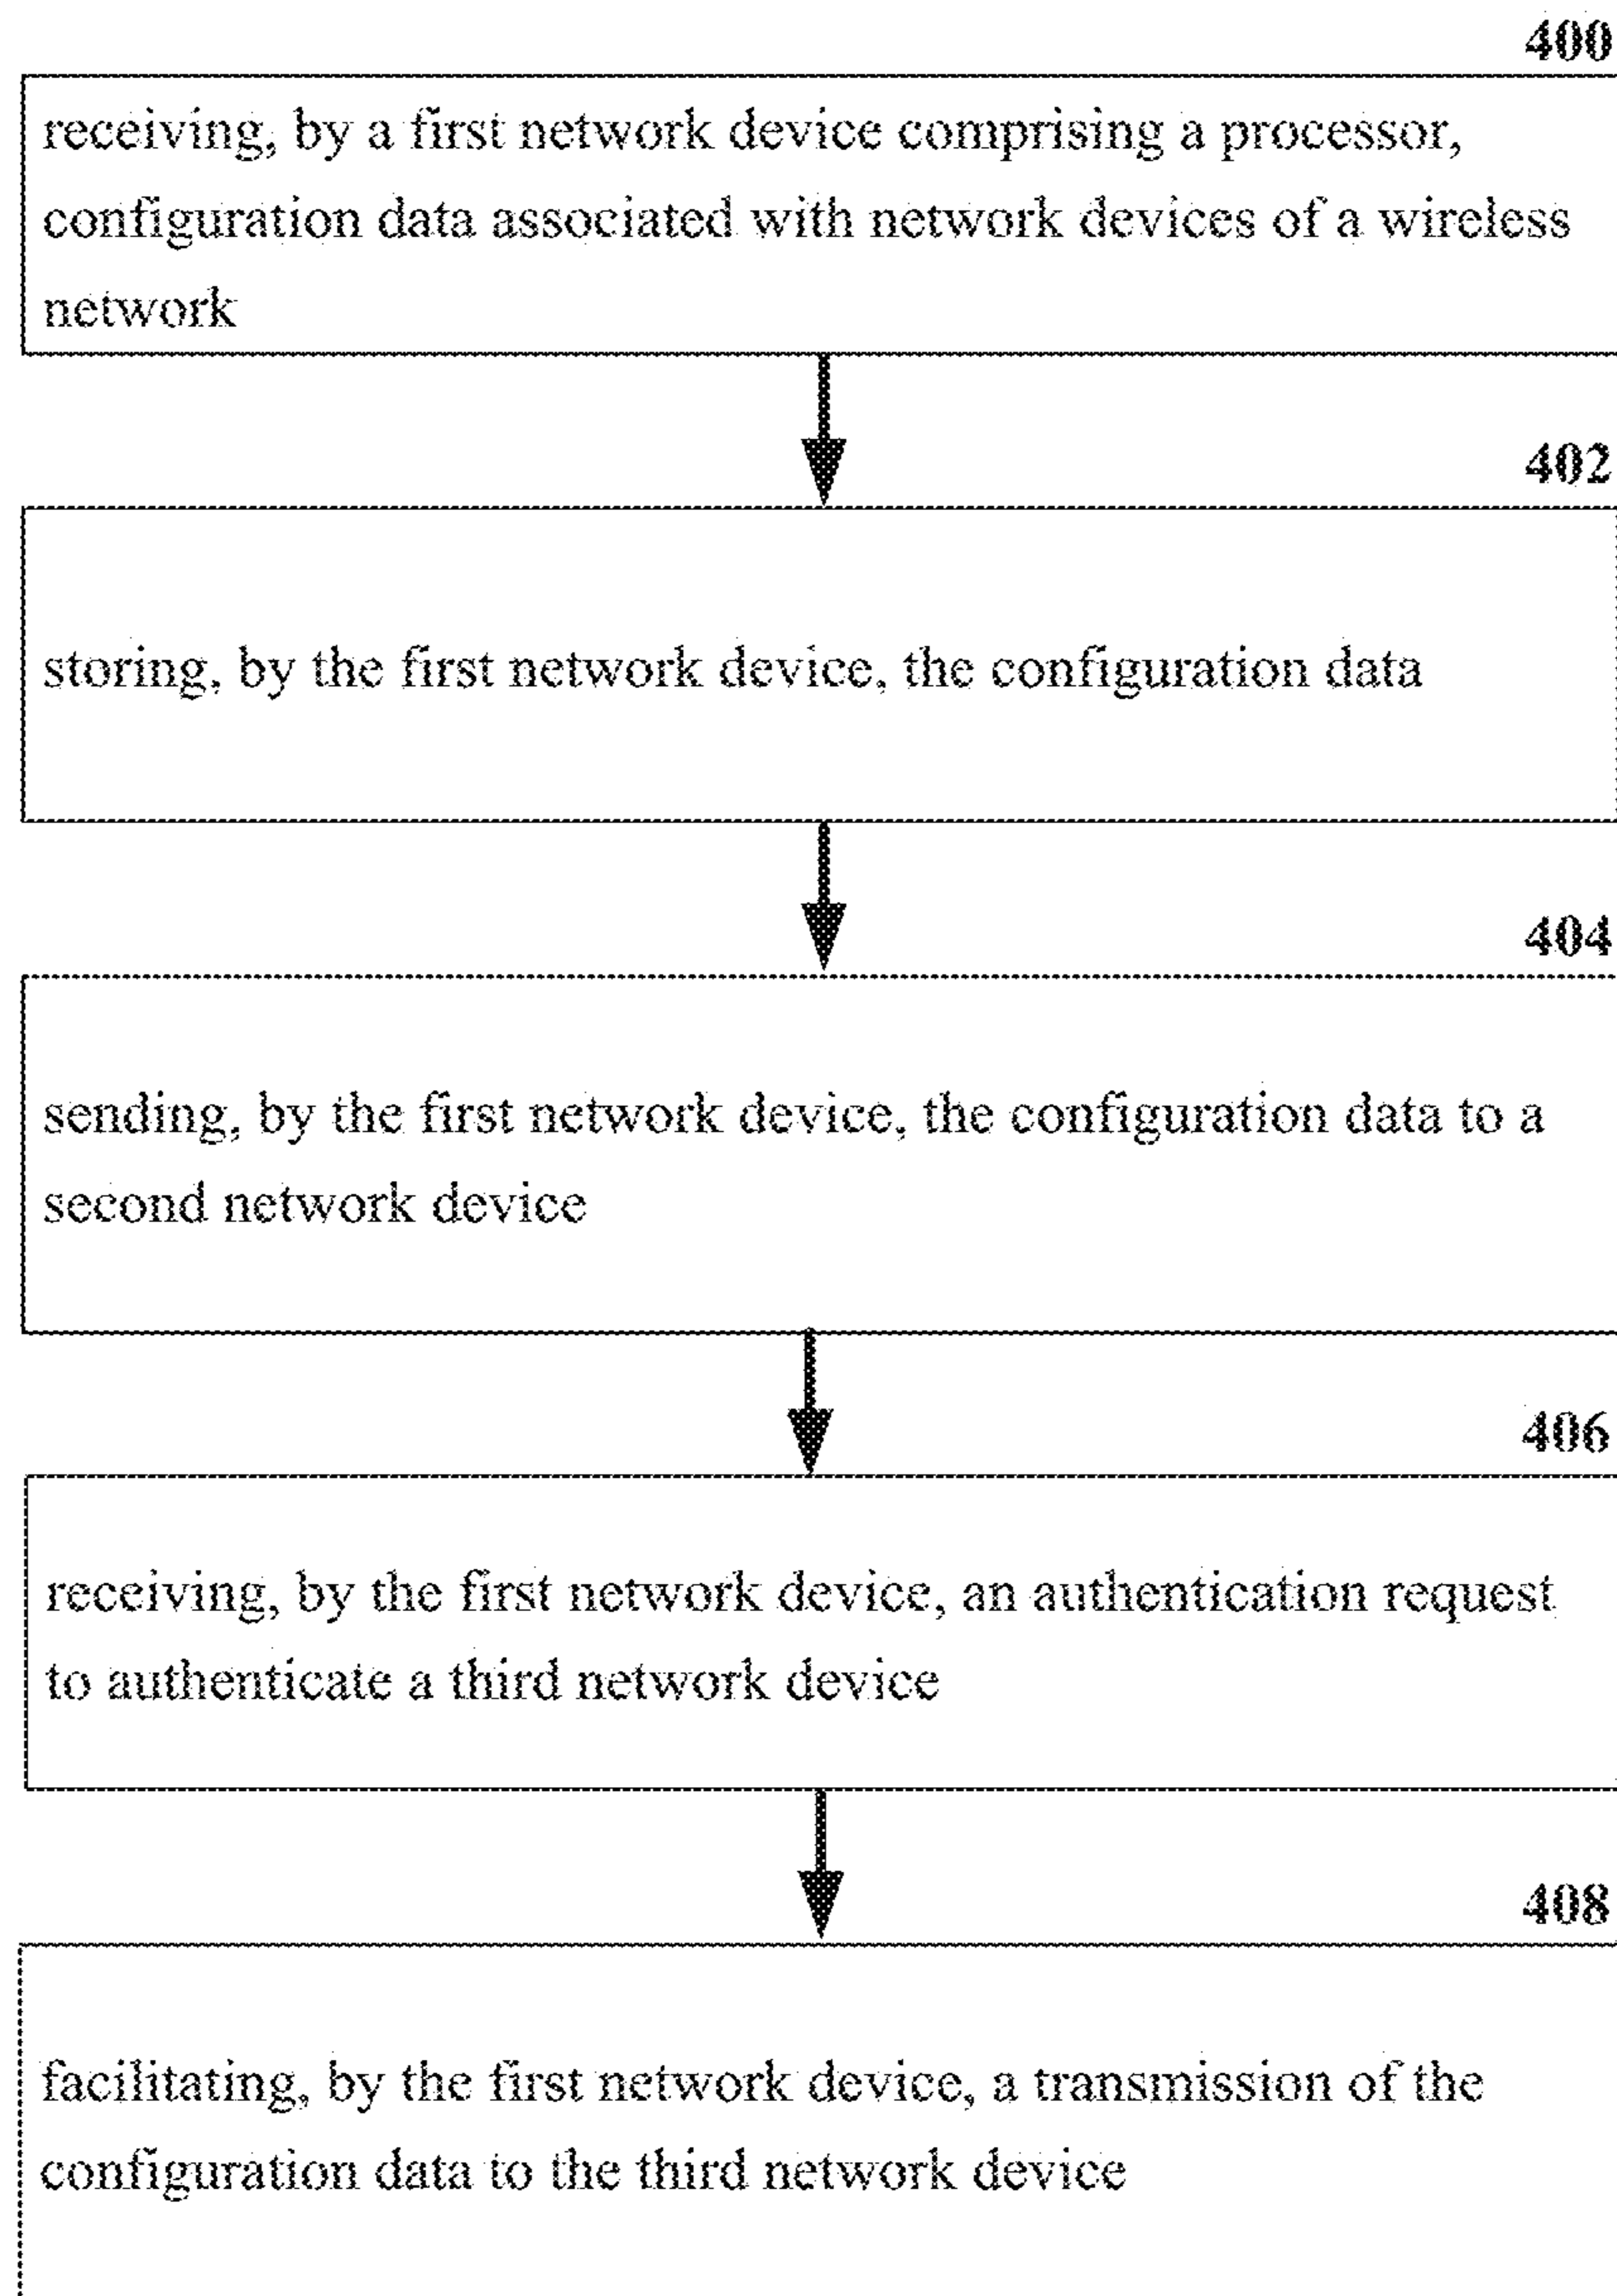 400
receiving, by a first network device comprising a processor,
configuration data associated with network devices of a wireless
network
402
storing, by the first network device, the configuration data
404
sending, by the first network device, the configuration data to a
second network device
406
receiving, by the first network device, an authentication request
to authenticate a third network device
408
facilitating, by the first network device, a transmission of the
configuration data to the third network device